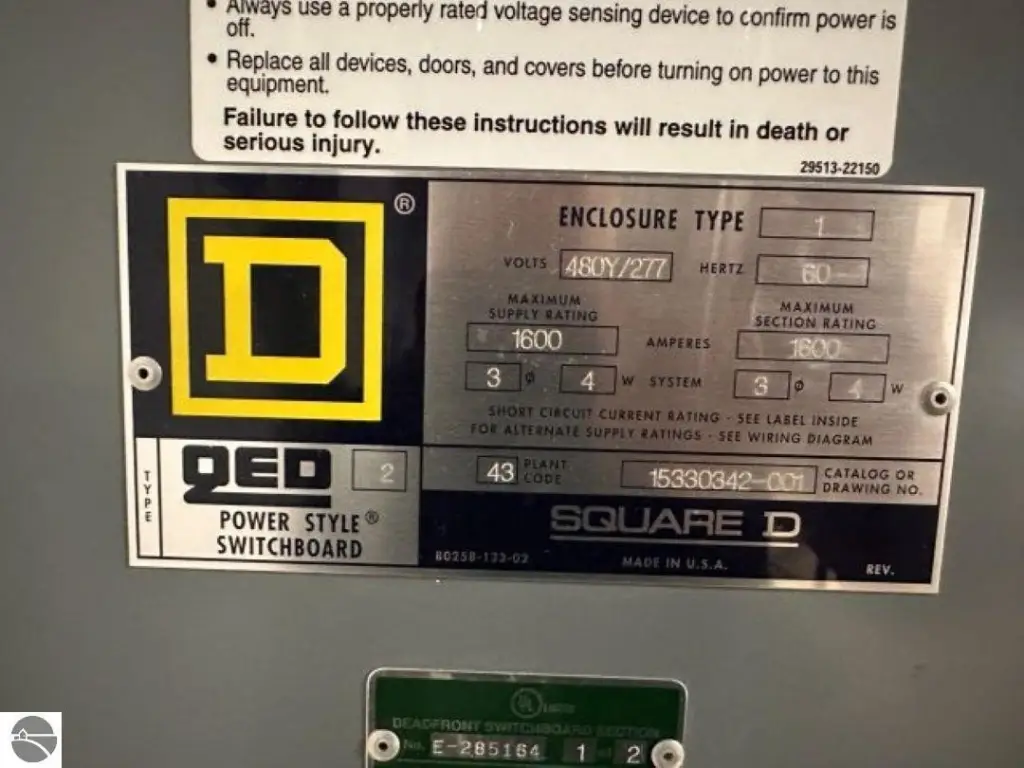 • Always use a properly rated voltage sensing device to confirm power is
off.
• Replace all devices, doors, and covers before turning on power to this
equipment.
Failure to follow these instructions will result in death or
serious injury.
29513-22150
D ®
ENCLOSURE TYPE 1
VOLTS 480Y/277 HERTZ 60
MAXIMUM
SUPPLY RATING
MAXIMUM
SECTION RATING
1600 AMPERES 1600
3 ø 4 W SYSTEM 3 ø 4 W
SHORT CIRCUIT CURRENT RATING - SEE LABEL INSIDE
FOR ALTERNATE SUPPLY RATINGS - SEE WIRING DIAGRAM
TYPE
QED 2
POWER STYLE®
SWITCHBOARD
43 PLANT
CODE
15330342-001 CATALOG OR
DRAWING NO.
SQUARE D
80258-133-02 MADE IN U.S.A. REV.
UL
DEADFRONT SWITCHBOARD SECTION
No. E-285164 1 of 2